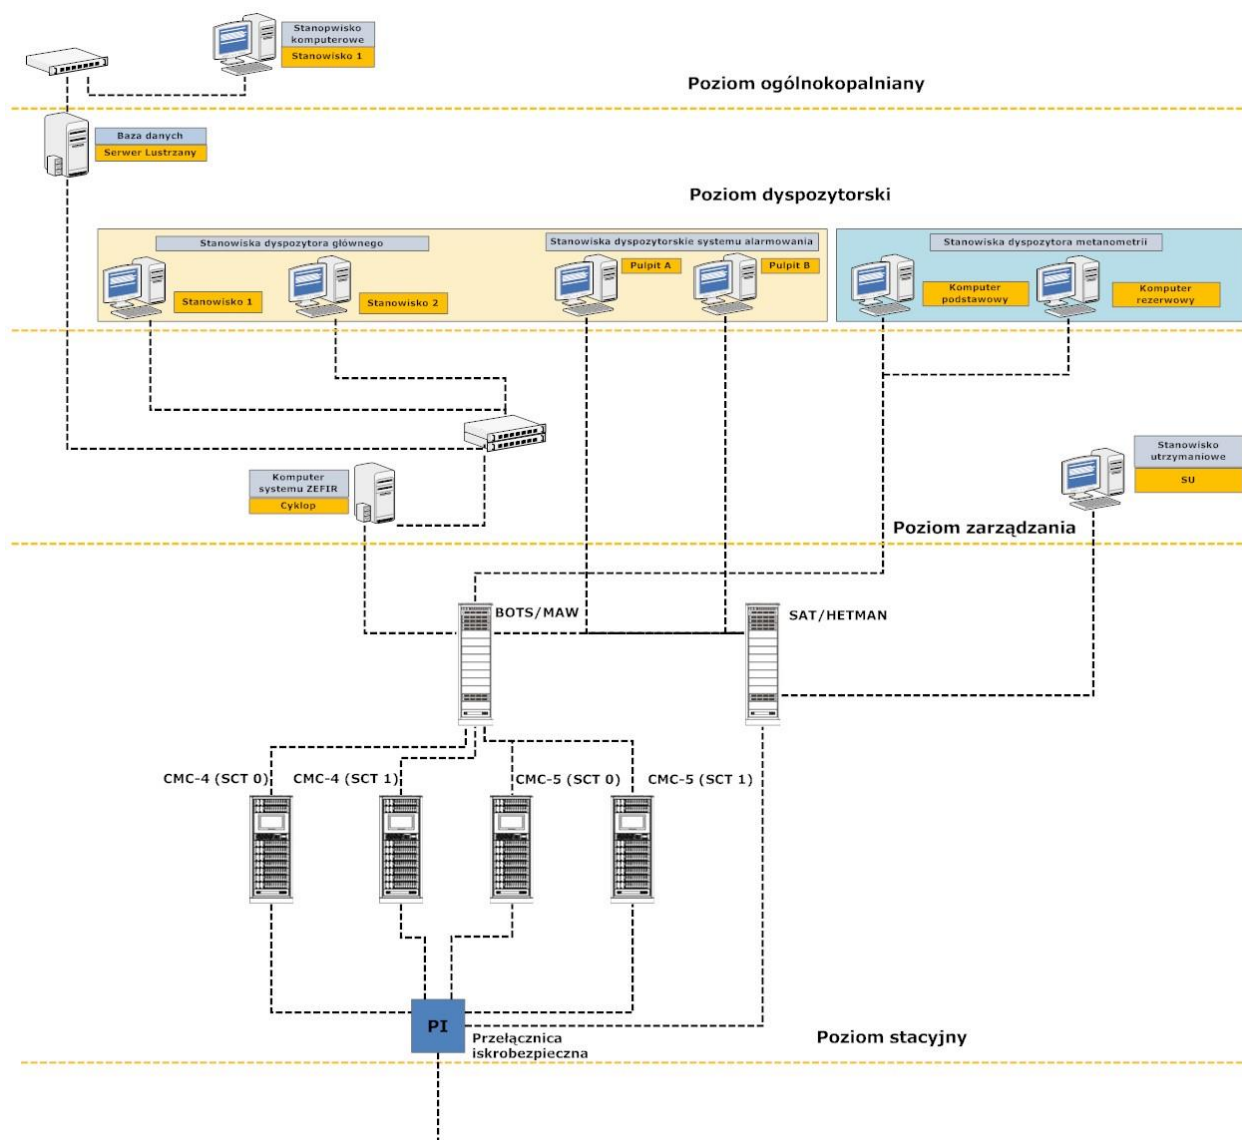 Stanopwisko
komputerowe
Stanowisko 1
Poziom ogólnokopalniany
Baza danych
Serwer Lustrzany
Poziom dyspozytorski
Stanowiska dyspozytora głównego
Stanowisko 1
Stanowisko 2
Stanowiska dyspozytorskie systemu alarmowania
Pulpit A
Pulpit B
Stanowiska dyspozytora metanometrii
Komputer
podstawowy
Komputer
rezerwowy
Stanowisko
utrzymaniowe
SU
Komputer
systemu ZEFIR
Cyklop
Poziom zarządzania
BOTS/MAW
SAT/HETMAN
CMC-4 (SCT 0)
CMC-4 (SCT 1)
CMC-5 (SCT 0)
CMC-5 (SCT 1)
PI
Przełącznica
iskrobezpieczna
Poziom stacyjny